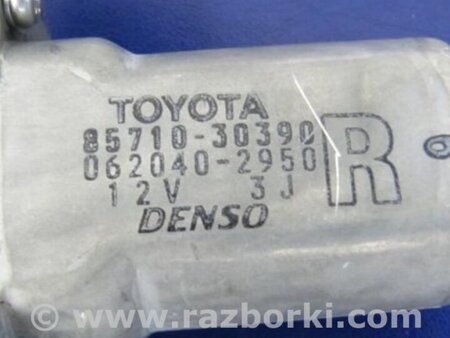 TOYOTA
85710-30390
062040-2950
R
12V 3J
DENSO
www.razborki.com